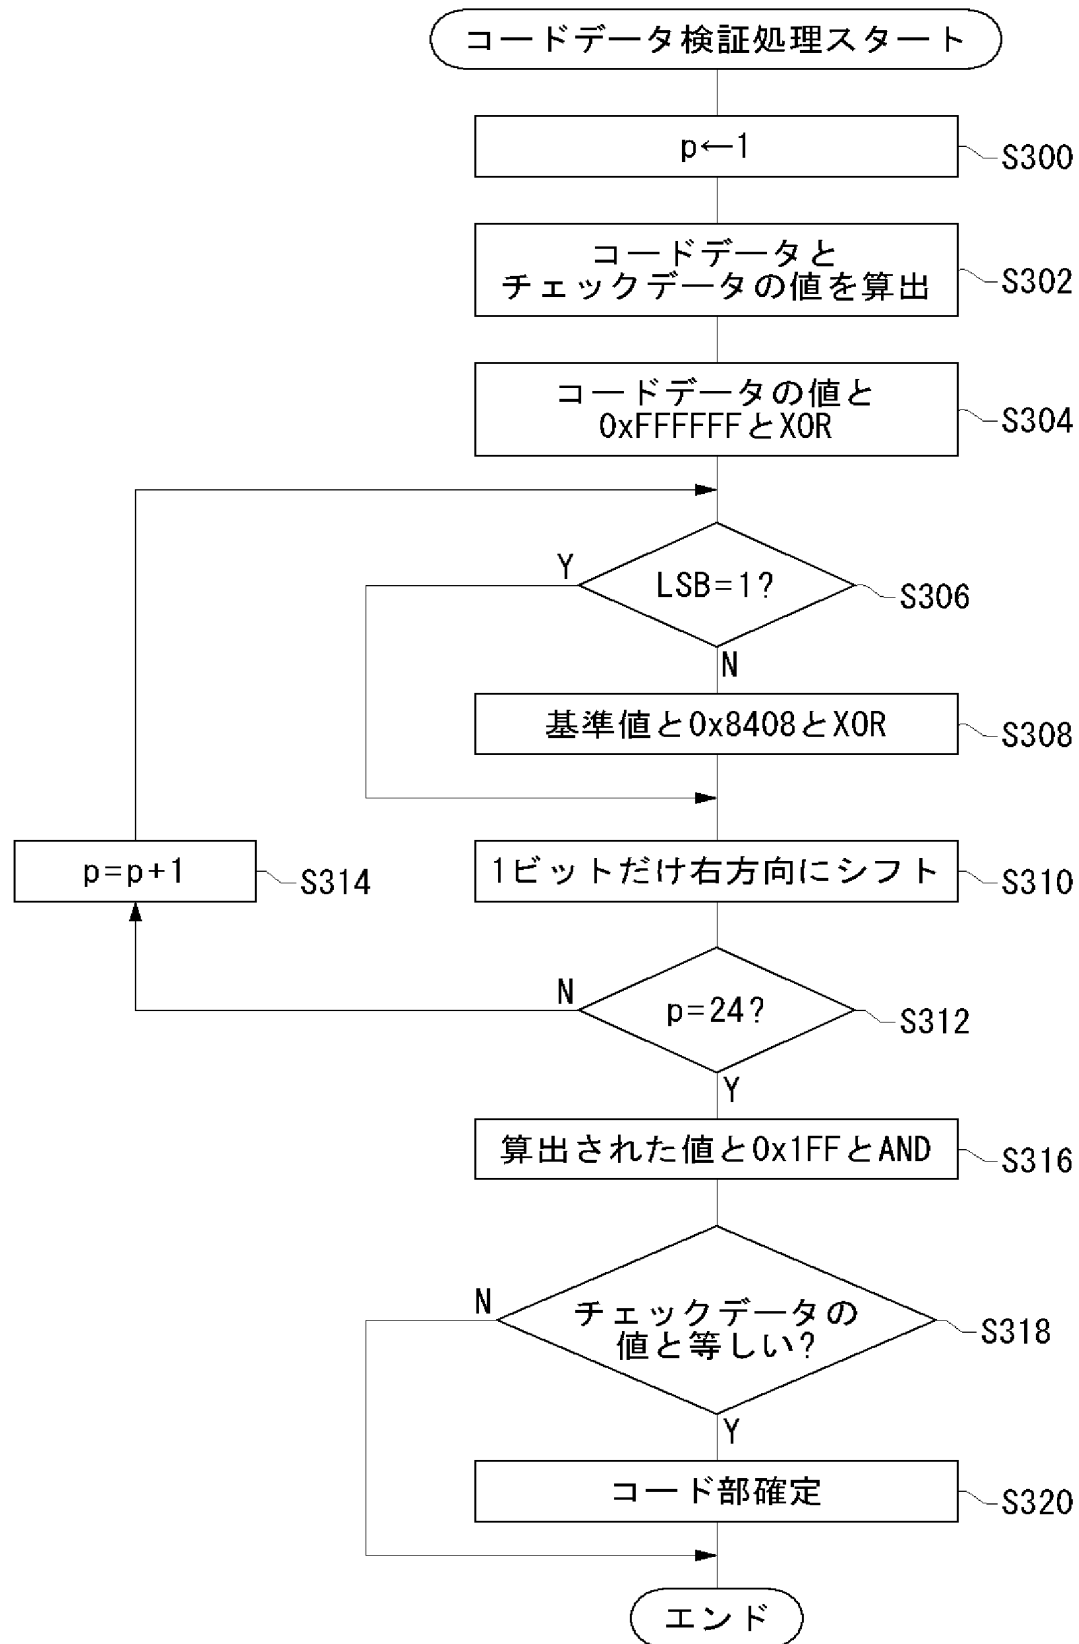 コードデータ検証処理スタート
p←1
S300
コードデータと
チェックデータの値を算出
S302
コードデータの値と
0xFFFFFFとXOR
S304
Y
LSB=1?
S306
N
基準値と0x8408とXOR
S308
p=p+1
S314
1ビットだけ右方向にシフト
S310
N
p=24?
S312
Y
算出された値と0x1FFとAND
S316
N
チェックデータの
値と等しい?
S318
Y
コード部確定
S320
エンド